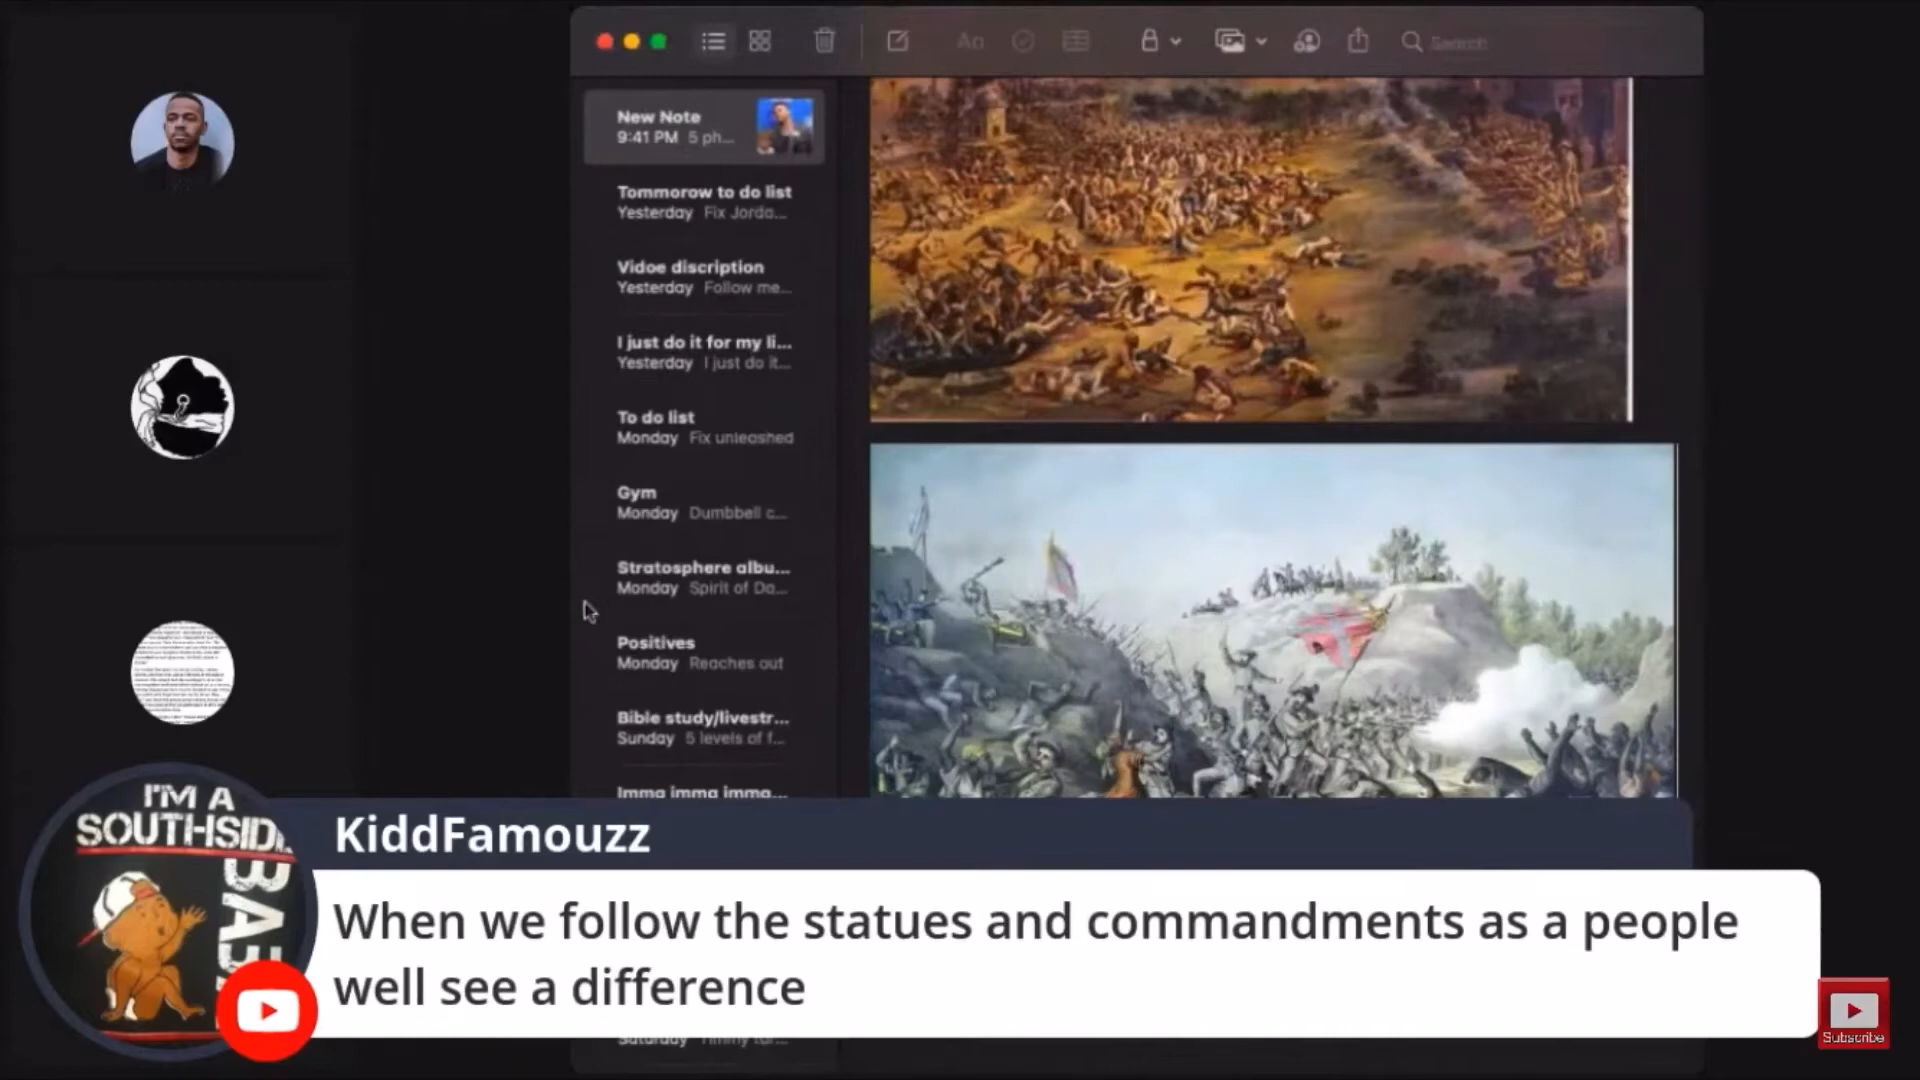 Search
New Note
9:41 PM 5 ph...
Tommorow to do list
Yesterday Fix Jorda...
Vidoe discription
Yesterday Follow me...
I just do it for my li...
Yesterday I just do it...
To do list
Monday Fix unleashed
Gym
Monday Dumbbell c...
Stratosphere albu...
Monday Spirit of Da...
Positives
Monday Reaches out
Bible study/livestr...
Sunday 5 levels of f...
Imma imma imma...
I'M A
SOUTHSIDE
KiddFamouzz
When we follow the statues and commandments as a people
well see a difference
Saturday
Subscribe